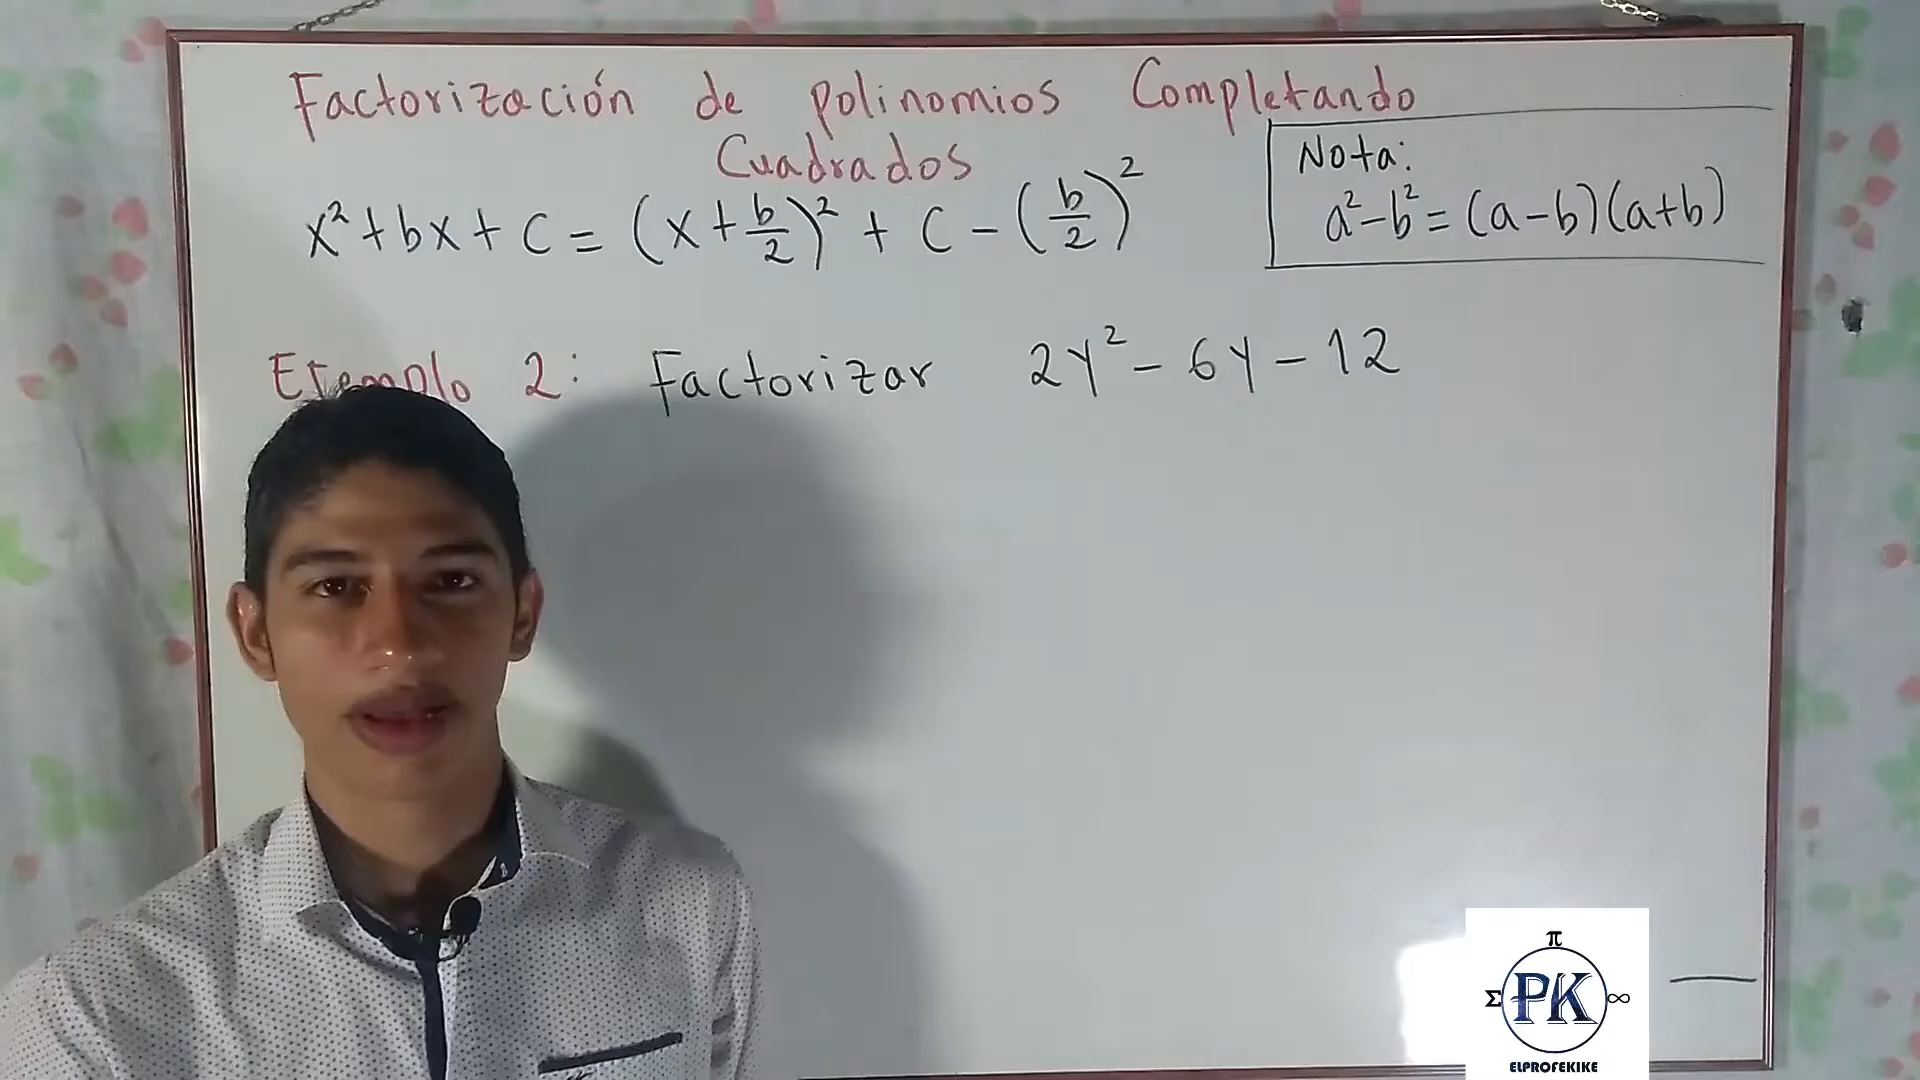 Factorización de polinomios Completando
Cuadrados
x² + bx + C = (x + b/2)² + C - (b/2)²
Nota:
a² - b² = (a - b)(a + b)
Ejemplo 2: Factorizar 2y² - 6y - 12
π
Σ PK ∞
ELPROFEKIKE